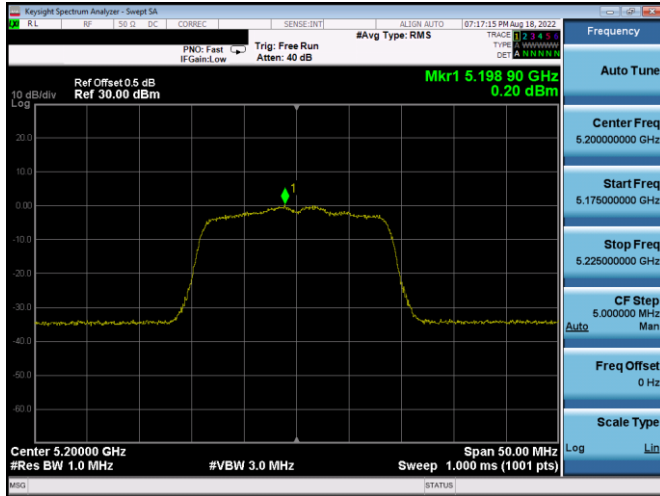 Keysight Spectrum Analyzer - Swept SA
RL RF 50 Ω DC CORREC SENSE:INT ALIGN AUTO 07:17:15 PM Aug 18, 2022
#Avg Type: RMS
TRACE 1 2 3 4 5 6
TYPE A WWWWW
DET A N N N N N
PNO: Fast
IFGain:Low
Trig: Free Run
Atten: 40 dB
Mkr1 5.198 90 GHz
0.20 dBm
Ref Offset 0.5 dB
Ref 30.00 dBm
10 dB/div
Log
20.0
10.0
0.00
-10.0
-20.0
-30.0
-40.0
-50.0
-60.0
1
Center 5.20000 GHz
#Res BW 1.0 MHz
#VBW 3.0 MHz
Span 50.00 MHz
Sweep 1.000 ms (1001 pts)
MSG
STATUS
Frequency
Auto Tune
Center Freq
5.200000000 GHz
Start Freq
5.175000000 GHz
Stop Freq
5.225000000 GHz
CF Step
5.000000 MHz
Auto Man
Freq Offset
0 Hz
Scale Type
Log Lin